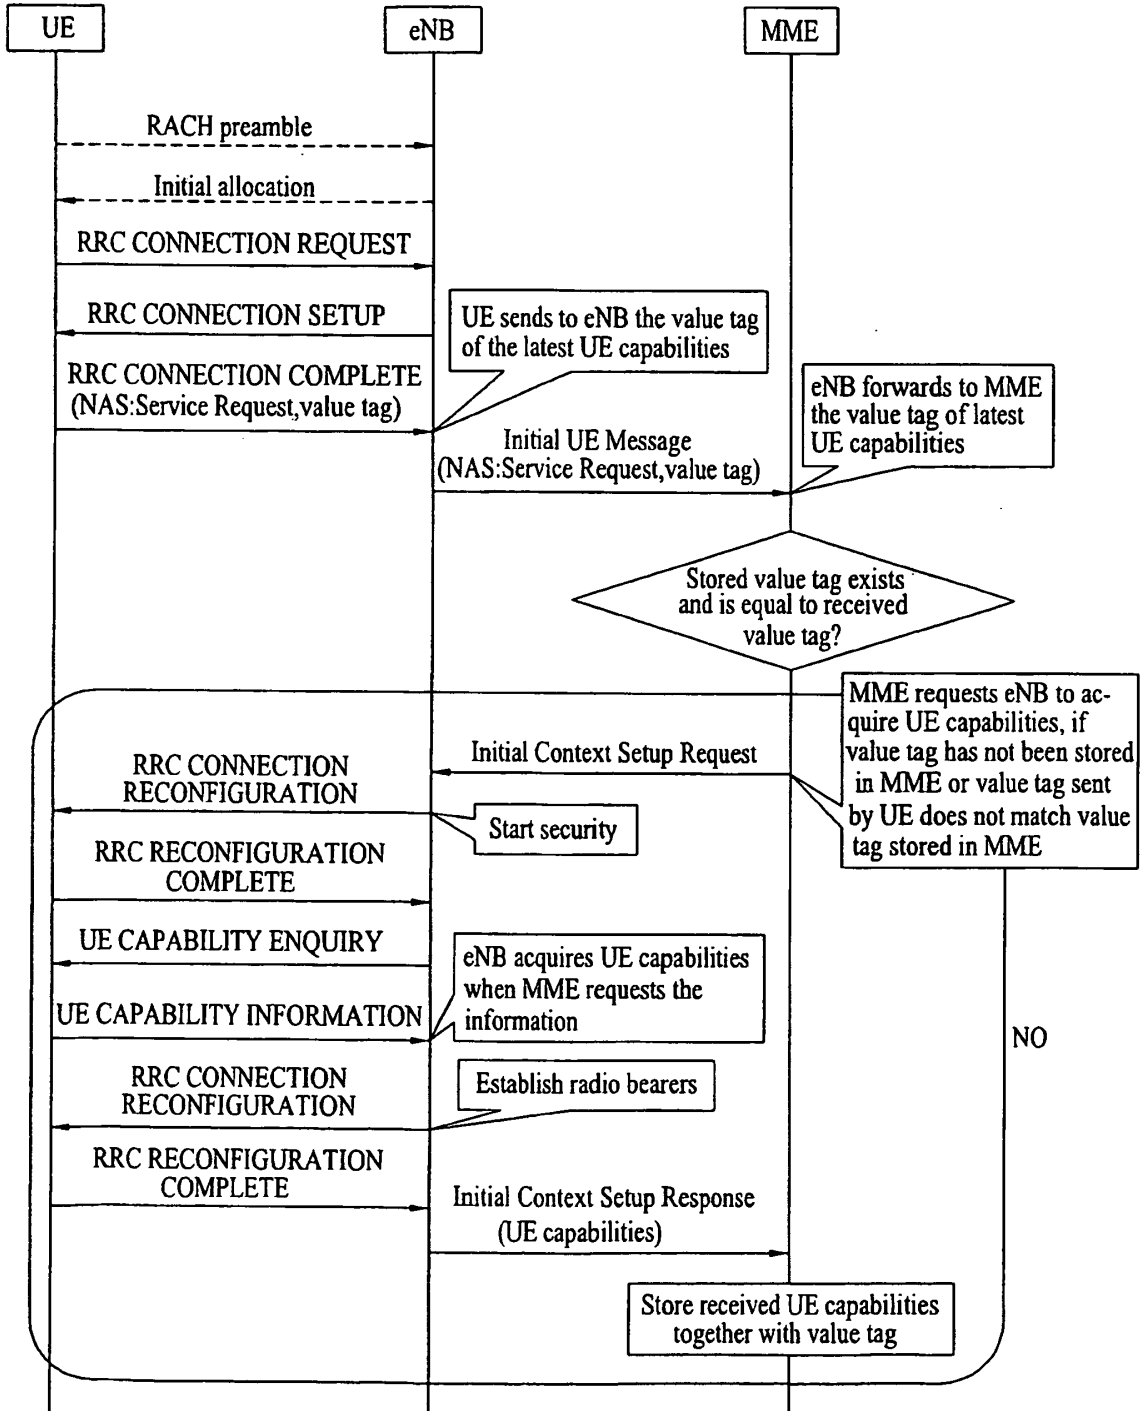 UE
eNB
MME
RACH preamble
Initial allocation
RRC CONNECTION REQUEST
RRC CONNECTION SETUP
UE sends to eNB the value tag
of the latest UE capabilities
RRC CONNECTION COMPLETE
(NAS:Service Request,value tag)
eNB forwards to MME
the value tag of latest
UE capabilities
Initial UE Message
(NAS:Service Request,value tag)
Stored value tag exists
and is equal to received
value tag?
MME requests eNB to ac-
quire UE capabilities, if
value tag has not been stored
in MME or value tag sent
by UE does not match value
tag stored in MME
Initial Context Setup Request
RRC CONNECTION
RECONFIGURATION
Start security
RRC RECONFIGURATION
COMPLETE
UE CAPABILITY ENQUIRY
eNB acquires UE capabilities
when MME requests the
information
UE CAPABILITY INFORMATION
NO
RRC CONNECTION
RECONFIGURATION
Establish radio bearers
RRC RECONFIGURATION
COMPLETE
Initial Context Setup Response
(UE capabilities)
Store received UE capabilities
together with value tag